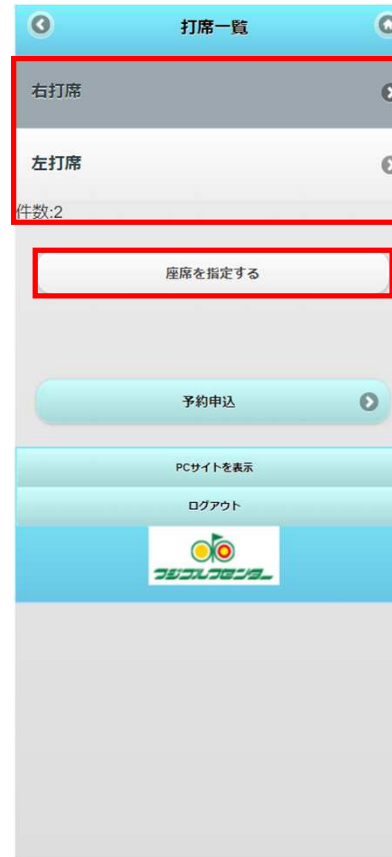 打席一覧
右打席
左打席
件数:2
座席を指定する
予約申込
PCサイトを表示
ログアウト
フジゴルフセンター